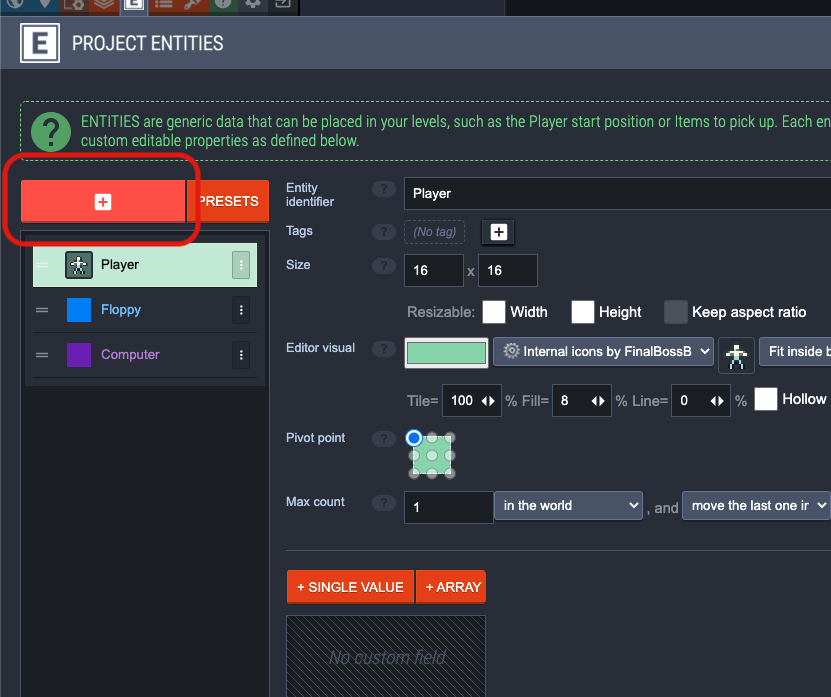 E PROJECT ENTITIES
? ENTITIES are generic data that can be placed in your levels, such as the Player start position or Items to pick up. Each en
custom editable properties as defined below.
+ PRESETS
Player
Floppy
Computer
Entity
identifier ? Player
Tags ? (No tag) +
Size ? 16 x 16
Resizable: Width Height Keep aspect ratio
Editor visual ? Internal icons by FinalBossB Fit inside b
Tile= 100 % Fill= 8 % Line= 0 % Hollow
Pivot point ?
Max count ? 1 in the world , and move the last one in
+ SINGLE VALUE + ARRAY
No custom field